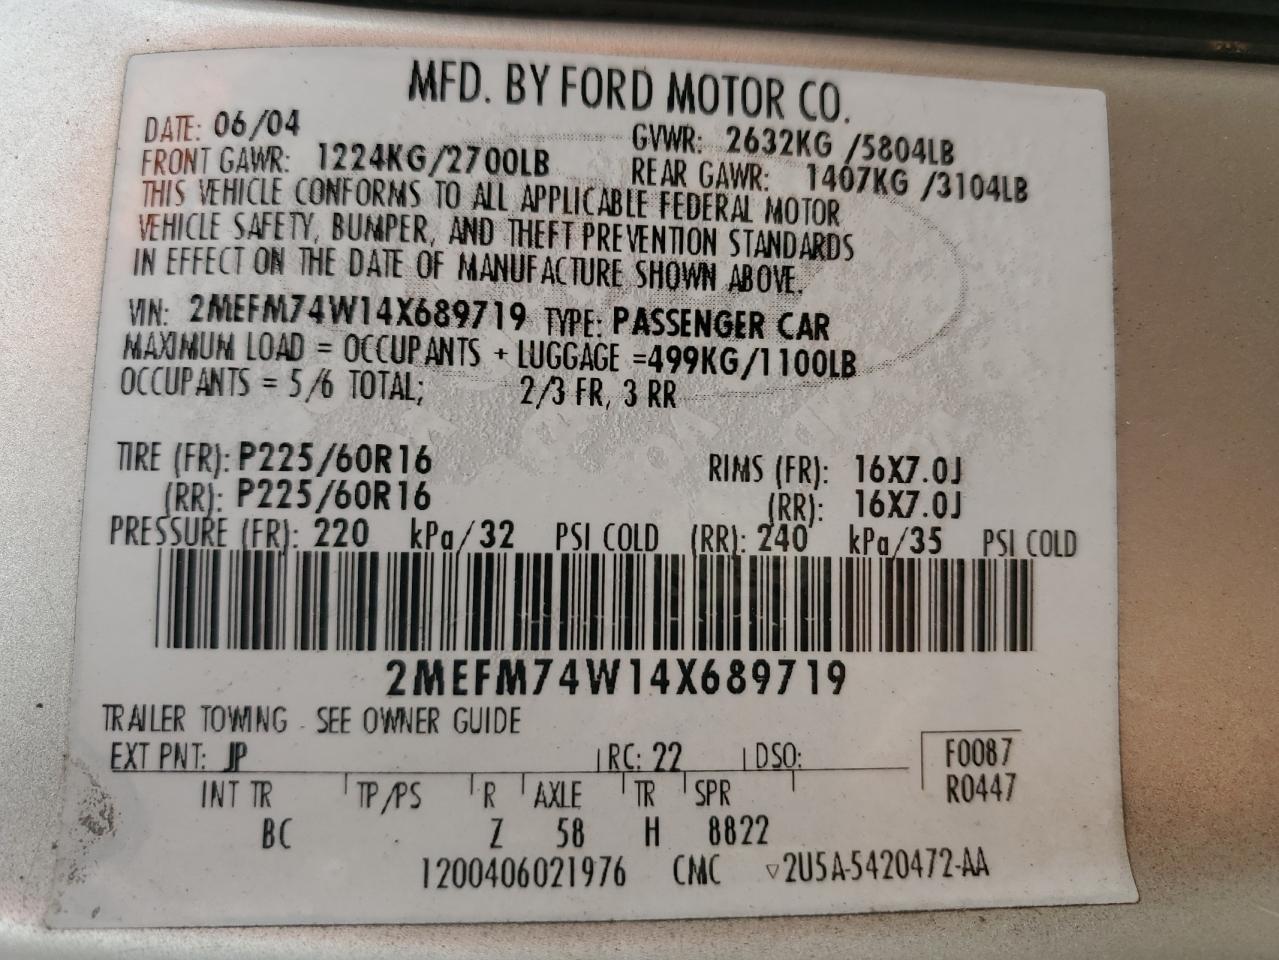 MFD. BY FORD MOTOR CO.
DATE: 06/04 GVWR: 2632KG /5804LB
FRONT GAWR: 1224KG/2700LB REAR GAWR: 1407KG /3104LB
THIS VEHICLE CONFORMS TO ALL APPLICABLE FEDERAL MOTOR
VEHICLE SAFETY, BUMPER, AND THEFT PREVENTION STANDARDS
IN EFFECT ON THE DATE OF MANUFACTURE SHOWN ABOVE.
VIN: 2MEFM74W14X689719 TYPE: PASSENGER CAR
MAXIMUM LOAD = OCCUPANTS + LUGGAGE =499KG/1100LB
OCCUPANTS = 5/6 TOTAL; 2/3 FR, 3 RR
TIRE (FR): P225/60R16 RIMS (FR): 16X7.0J
(RR): P225/60R16 (RR): 16X7.0J
PRESSURE (FR): 220 kPa/32 PSI COLD (RR): 240 kPa/35 PSI COLD
2MEFM74W14X689719
TRAILER TOWING - SEE OWNER GUIDE
EXT PNT: JP RC: 22 DSO: F0087
R0447
INT TR TP/PS R AXLE TR SPR
BC Z 58 H 8822
1200406021976 CMC ▽2U5A-5420472-AA